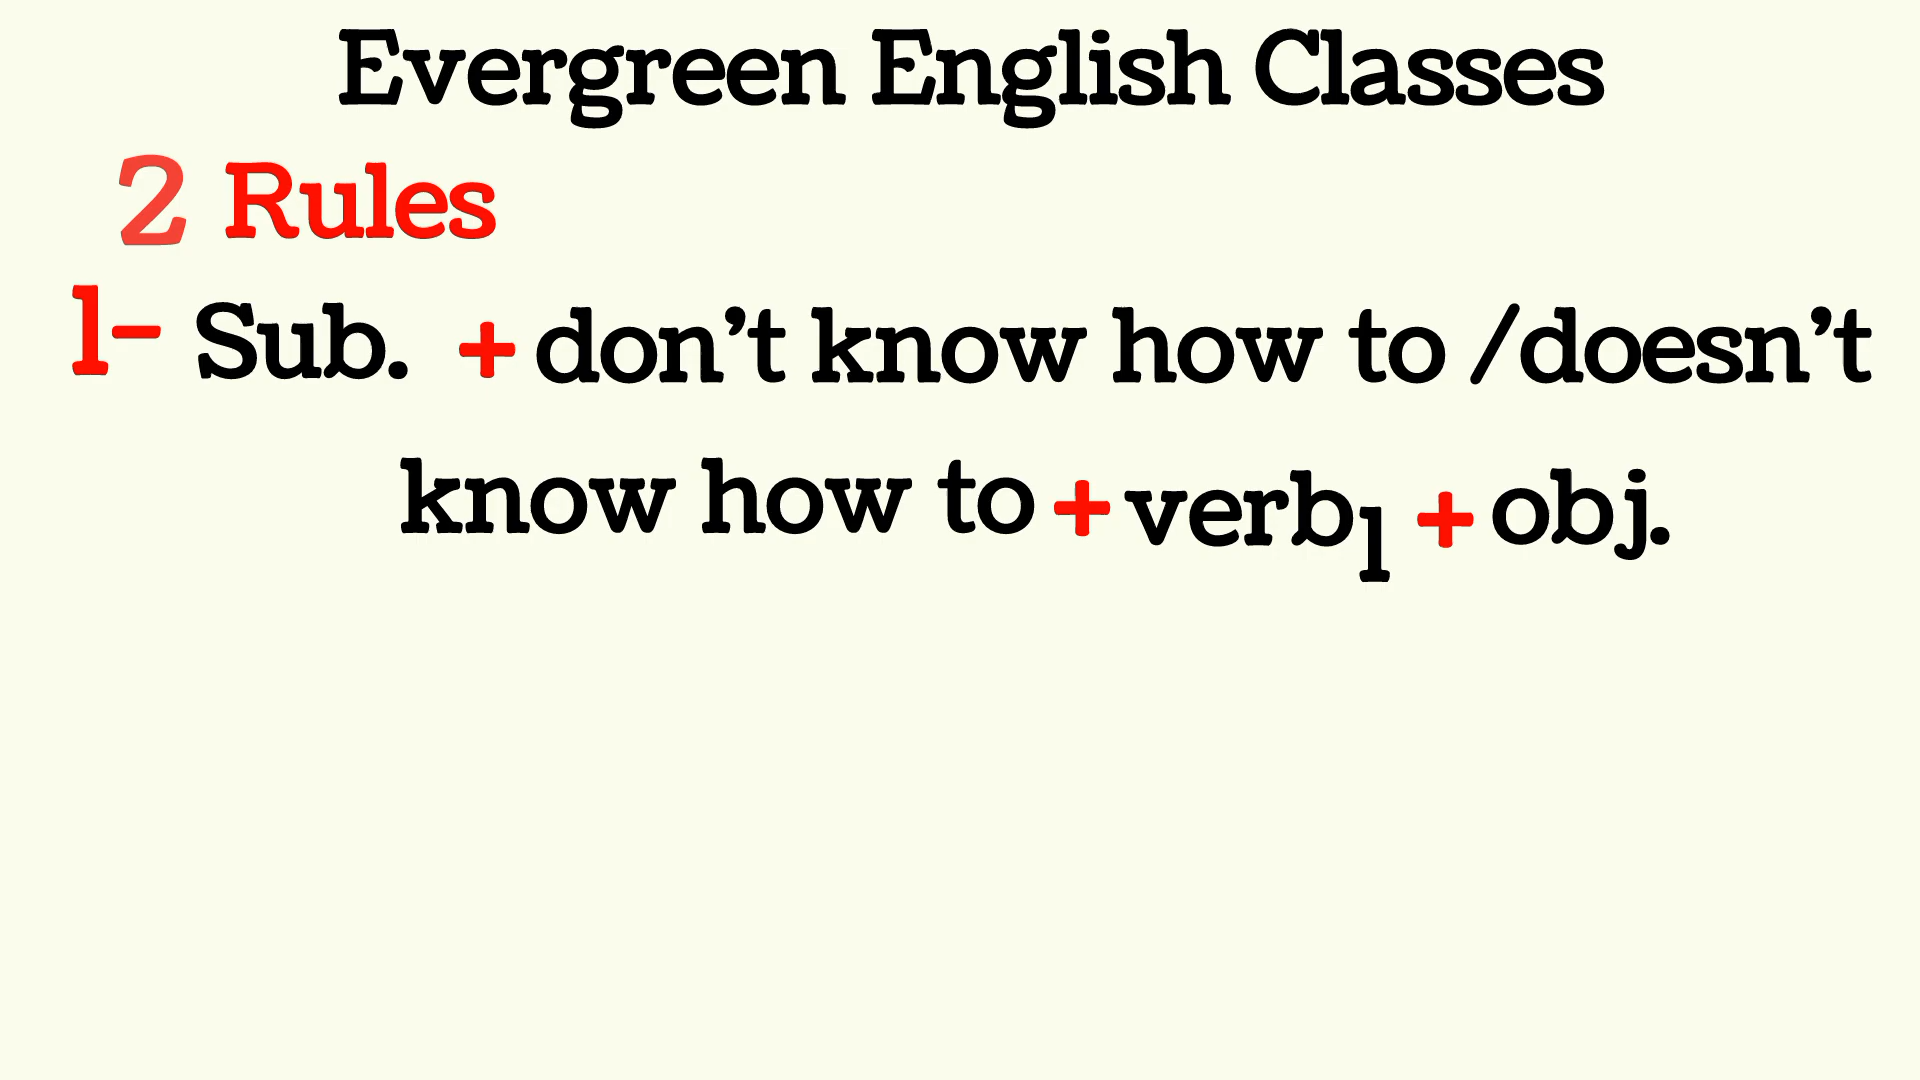 Evergreen English Classes
2 Rules
1- Sub. + don't know how to /doesn't
know how to + verb1 + obj.